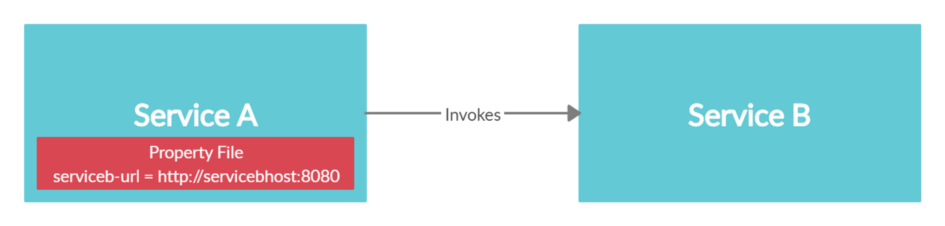 Service A
Property File
serviceb-url = http://servicebhost:8080
Invokes
Service B